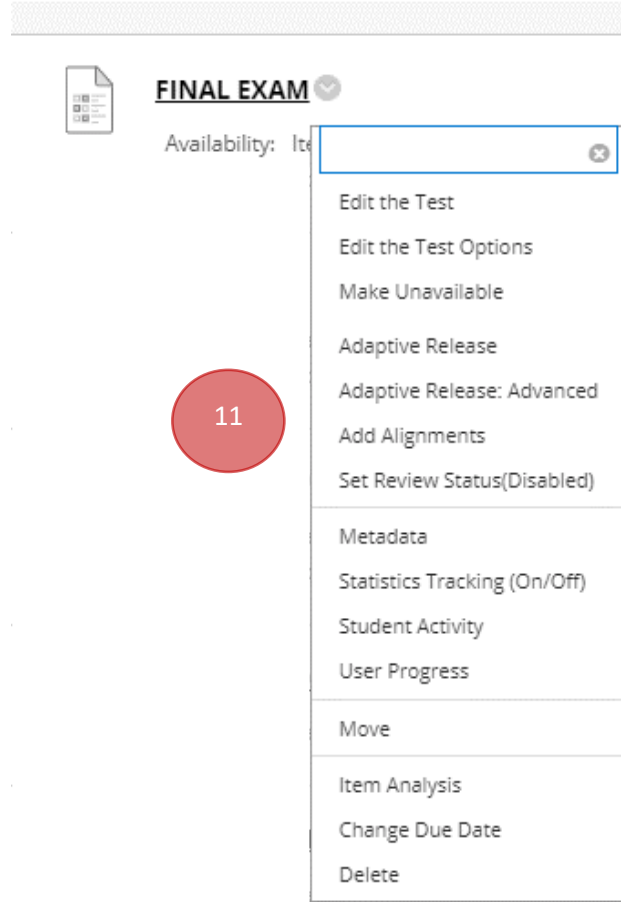 FINAL EXAM
Availability: Ite
Edit the Test
Edit the Test Options
Make Unavailable
Adaptive Release
Adaptive Release: Advanced
11
Add Alignments
Set Review Status(Disabled)
Metadata
Statistics Tracking (On/Off)
Student Activity
User Progress
Move
Item Analysis
Change Due Date
Delete